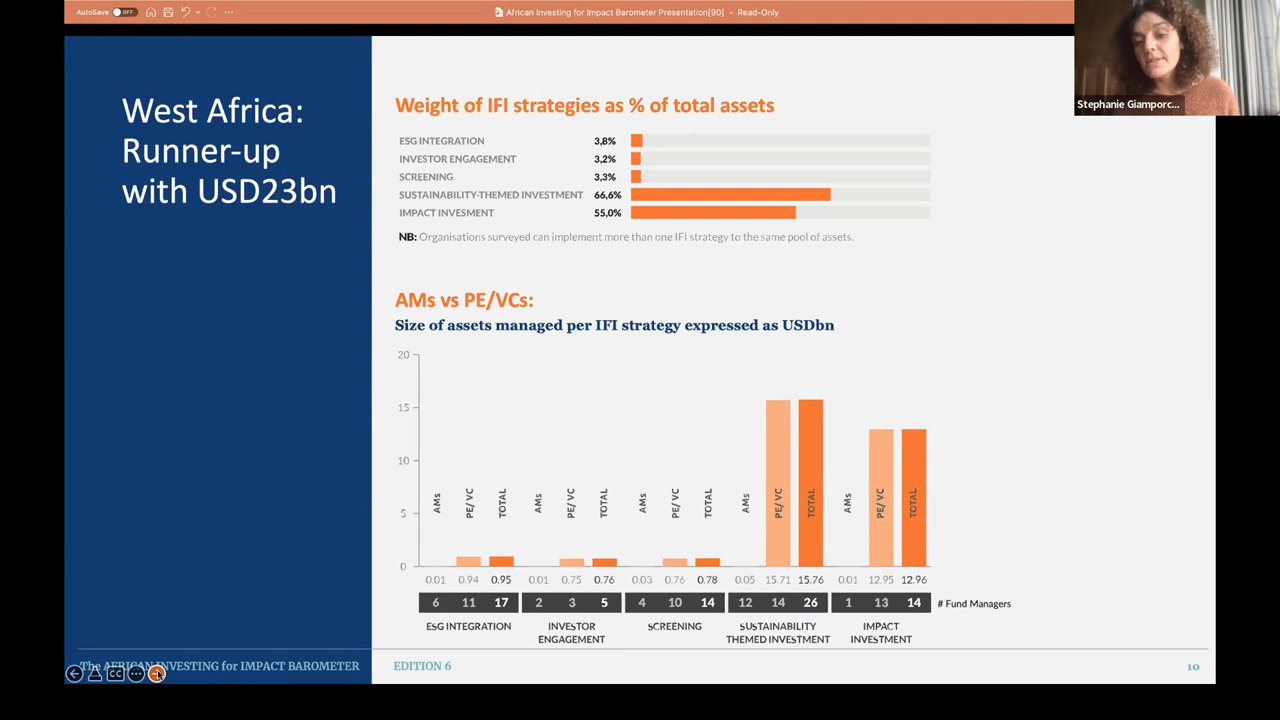 AutoSave OFF
African Investing for Impact Barometer Presentation[90] - Read-Only
Stephanie Giamporc...
West Africa:
Runner-up
with USD23bn
Weight of IFI strategies as % of total assets
ESG INTEGRATION 3,8%
INVESTOR ENGAGEMENT 3,2%
SCREENING 3,3%
SUSTAINABILITY-THEMED INVESTMENT 66,6%
IMPACT INVESMENT 55,0%
NB: Organisations surveyed can implement more than one IFI strategy to the same pool of assets.
AMs vs PE/VCs:
Size of assets managed per IFI strategy expressed as USDbn
20
15
10
5
0
AMs PE/ VC TOTAL AMs PE/ VC TOTAL AMs PE/ VC TOTAL AMs PE/ VC TOTAL AMs PE/ VC TOTAL
0.01 0.94 0.95 0.01 0.75 0.76 0.03 0.76 0.78 0.05 15.71 15.76 0.01 12.95 12.96
6 11 17 2 3 5 4 10 14 12 14 26 1 13 14 # Fund Managers
ESG INTEGRATION
INVESTOR
ENGAGEMENT
SCREENING
SUSTAINABILITY
THEMED INVESTMENT
IMPACT
INVESTMENT
The AFRICAN INVESTING for IMPACT BAROMETER
EDITION 6
10
CC